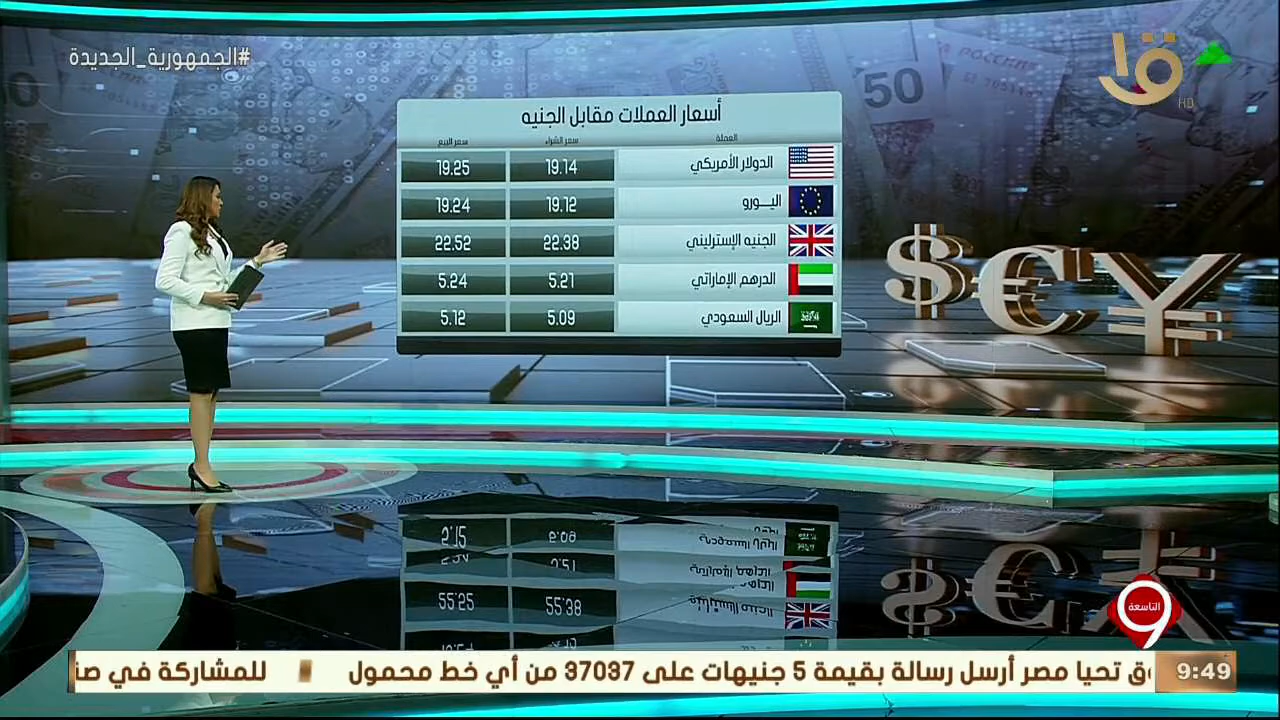 #الجمهورية_الجديدة
HD
50
أسعار العملات مقابل الجنيه
العملة سعر الشراء سعر البيع
الدولار الأمريكي 19.14 19.25
اليـــورو 19.12 19.24
الجنيه الإسترليني 22.38 22.52
الدرهم الإماراتي 5.21 5.24
الريال السعودي 5.09 5.12
$ € ¥
التاسعة
9
9:49
تحيا مصر أرسل رسالة بقيمة 5 جنيهات على 37037 من أي خط محمول للمشاركة في